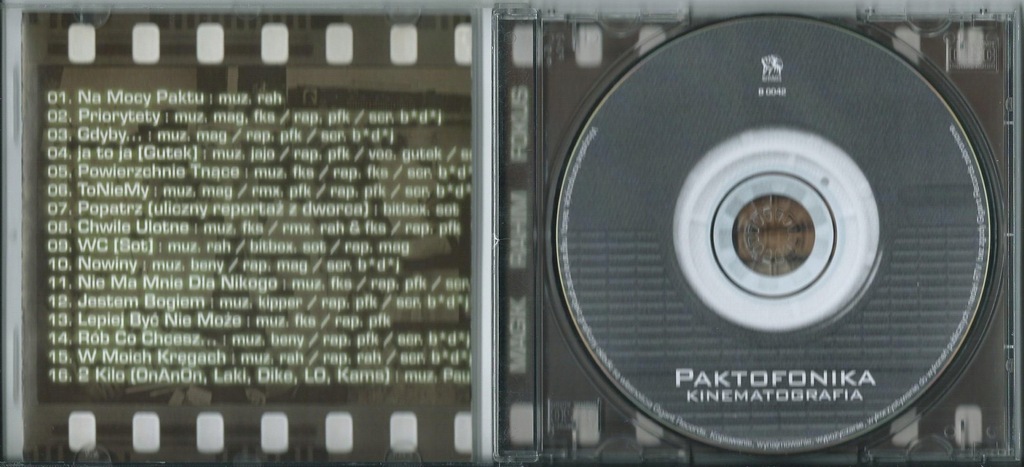 01. Na Mocy Paktu : muz. rah
02. Priorytety : muz. mag, fks / rap. pfk / scr. b*d*j
03. Gdyby... : muz. mag / rap. pfk / scr. b*d*j
04. ja to ja [Gutek] : muz. jajo / rap. pfk / voc. gutek / s
05. Powierzchnie Tnące : muz. fks / rap. fks / scr. b*d
06. ToNieMy : muz. mag / rmx. pfk / rap. pfk / scr. b*d
07. Popatrz [uliczny reportaż z dworca] : bitbox. sot
08. Chwile Ulotne : muz. fks / rmx. rah & fks / rap. pfk
09. WC [Sot] : muz. rah / bitbox. sot / rap. mag
10. Nowiny : muz. beny / rap. mag / scr. b*d*j
11. Nie Ma Mnie Dla Nikogo : muz. fks / rap. pfk / scr
12. Jestem Bogiem : muz. kipper / rap. pfk / scr. b*d*j
13. Lepiej Być Nie Może : muz. fks / rap. pfk
14. Rób Co Chcesz... : muz. beny / rap. pfk / scr. b*d*
15. W Moich Kręgach : muz. rah / rap. rah / scr. b*d*
16. 2 Kilo [OnAnOn, Laki, Dike, LO, Kams] : muz. Ra
MAGIK RAHIM FOKUS
B 0042
PAKTOFONIKA
KINEMATOGRAFIA